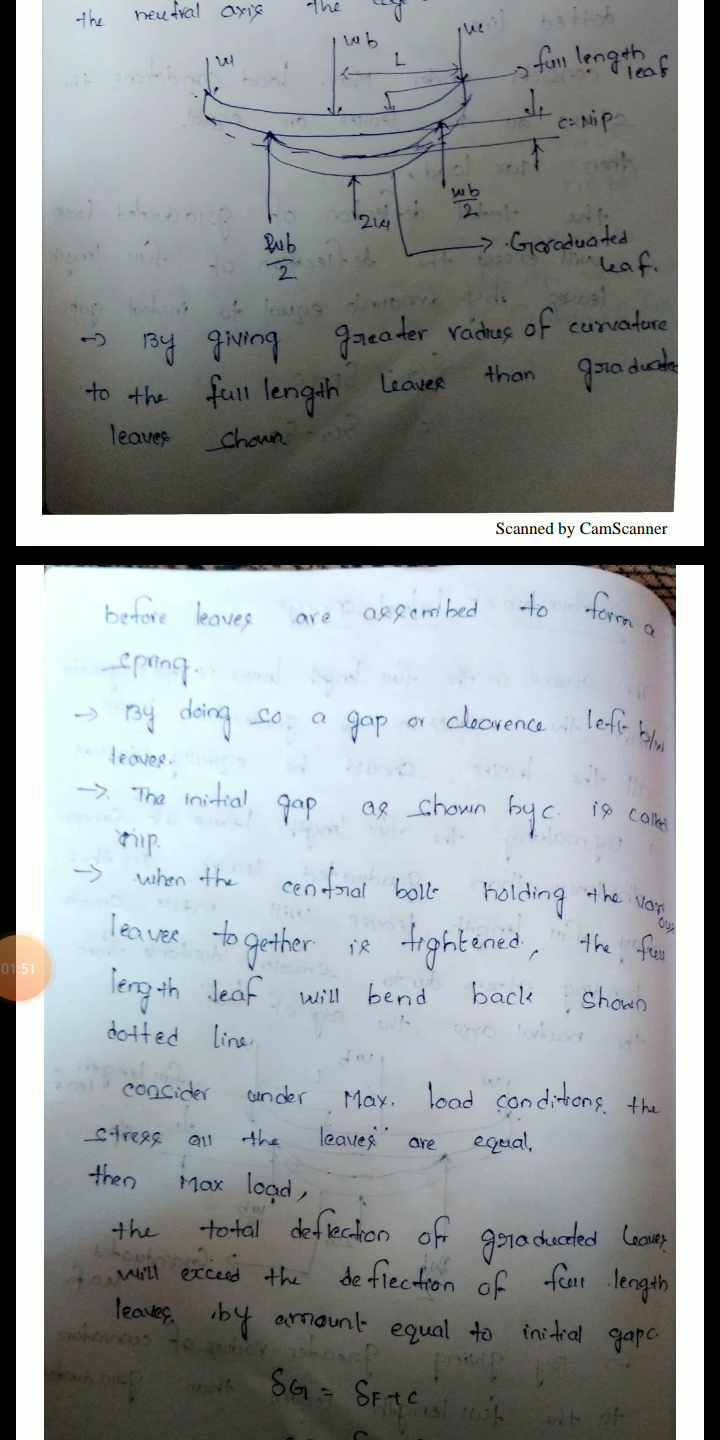 the neutral axis the
W
Wb
L
full length
leaf
C = Nip
Wb
2
2W
Wb
2
Graduated
leaf.
→ By giving greater radius of curvature
to the full length leaves than graduate
leaves shown
Scanned by CamScanner
before leaves are assembed to form a
spring.
→ By doing so, a gap or clearence left b/w
leaves.
→ The initial gap as shown by c. is called
nip.
→ when the central bolt holding the various
leaves together is tightened, the full
length leaf will bend back, shown
dotted line.
01:51
consider under Max. load conditions. the
stress all the leaves are equal.
then Max load,
the total deflection of graduated leaves
will exceed the deflection of full length
leaves. by amount equal to initial gap c
δG = δF + C